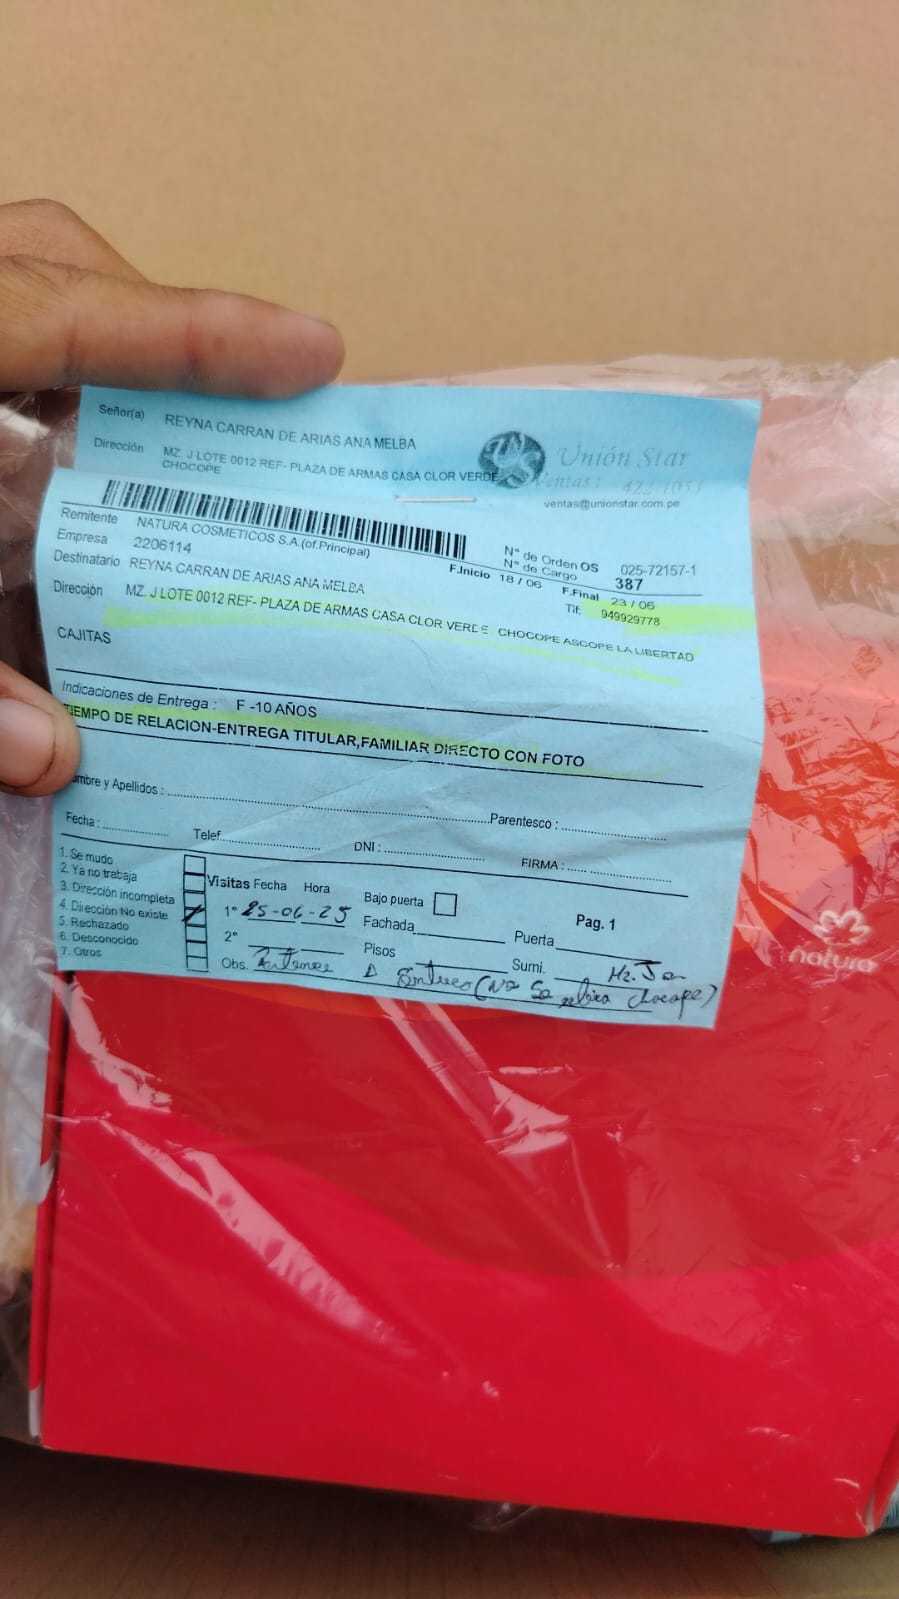 Señor(a) REYNA CARRAN DE ARIAS ANA MELBA
Dirección MZ. J LOTE 0012 REF- PLAZA DE ARMAS CASA CLOR VERDE
CHOCOPE
Unión Star
Ventas :
ventas@unionstar.com.pe
Remitente NATURA COSMETICOS S.A.(of.Principal)
Empresa 2206114
N° de Orden OS 025-72157-1
N° de Cargo 387
F.Inicio 18 / 06 F.Final 23 / 06
Destinatario REYNA CARRAN DE ARIAS ANA MELBA
Tlf: 949929778
Dirección MZ. J LOTE 0012 REF- PLAZA DE ARMAS CASA CLOR VERDE CHOCOPE ASCOPE LA LIBERTAD
CAJITAS
Indicaciones de Entrega : F -10 AÑOS
TIEMPO DE RELACION-ENTREGA TITULAR,FAMILIAR DIRECTO CON FOTO
mbre y Apellidos : Parentesco :
Fecha : Telef. DNI : FIRMA :
1. Se mudo
2. Ya no trabaja
3. Dirección incompleta
4. Dirección No existe
5. Rechazado
6. Desconocido
7. Otros
Visitas Fecha Hora Bajo puerta
1° 25-06-25 Fachada Puerta Pag. 1
2° Pisos Sumi.
Obs.
natura